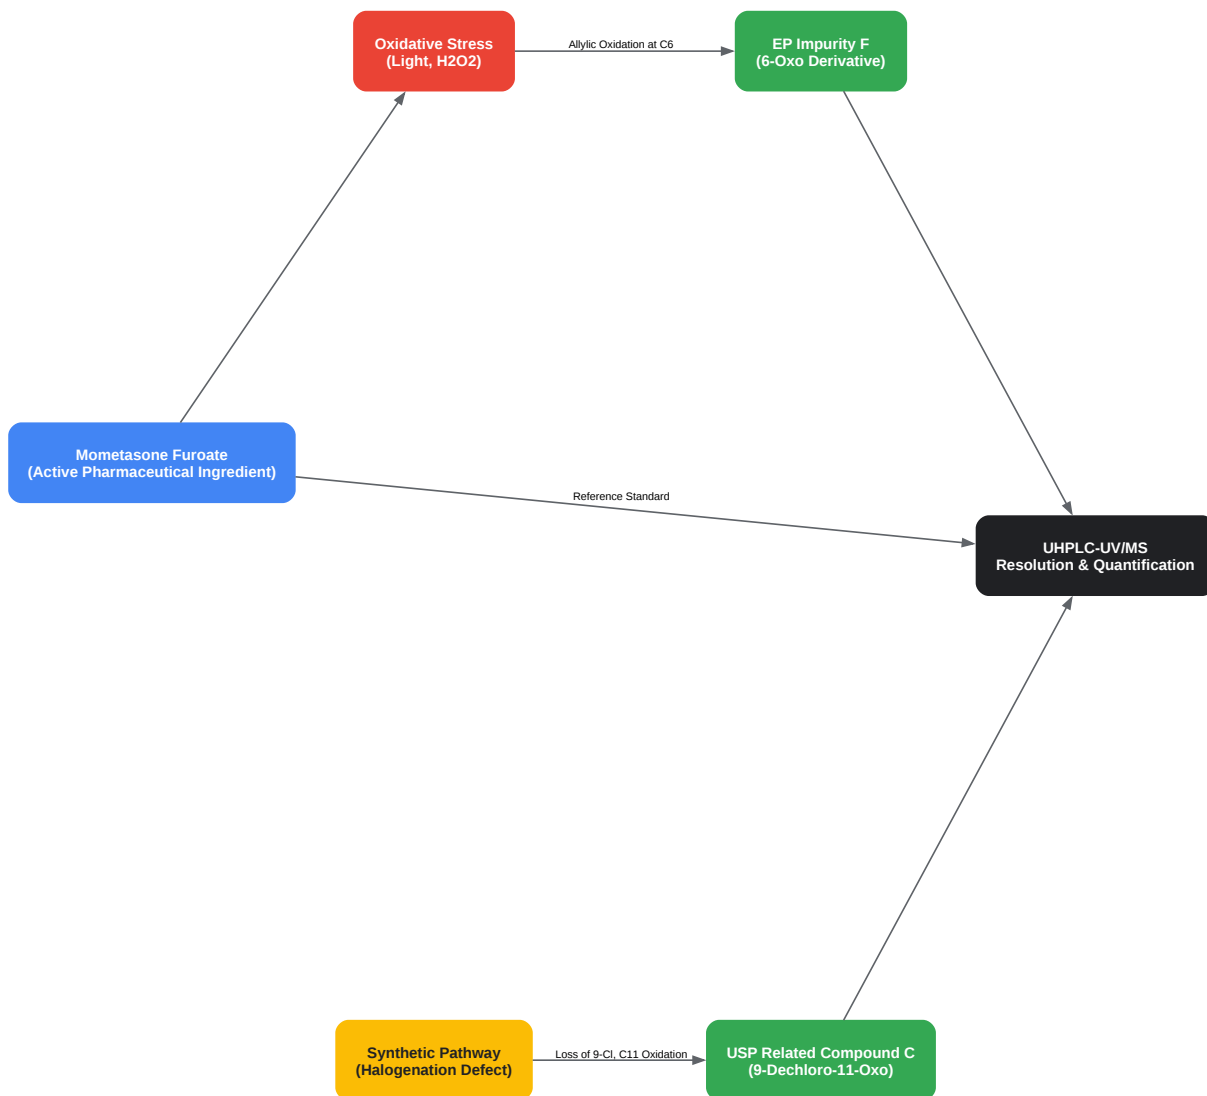 Oxidative Stress
(Light, H2O2)
Allylic Oxidation at C6
EP Impurity F
(6-Oxo Derivative)
Mometasone Furoate
(Active Pharmaceutical Ingredient)
Reference Standard
UHPLC-UV/MS
Resolution & Quantification
Synthetic Pathway
(Halogenation Defect)
Loss of 9-Cl, C11 Oxidation
USP Related Compound C
(9-Dechloro-11-Oxo)